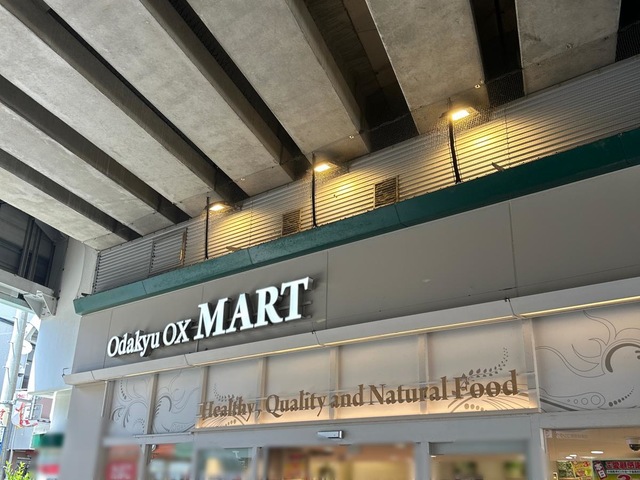 Odakyu OX MART
Healthy, Quality and Natural Food